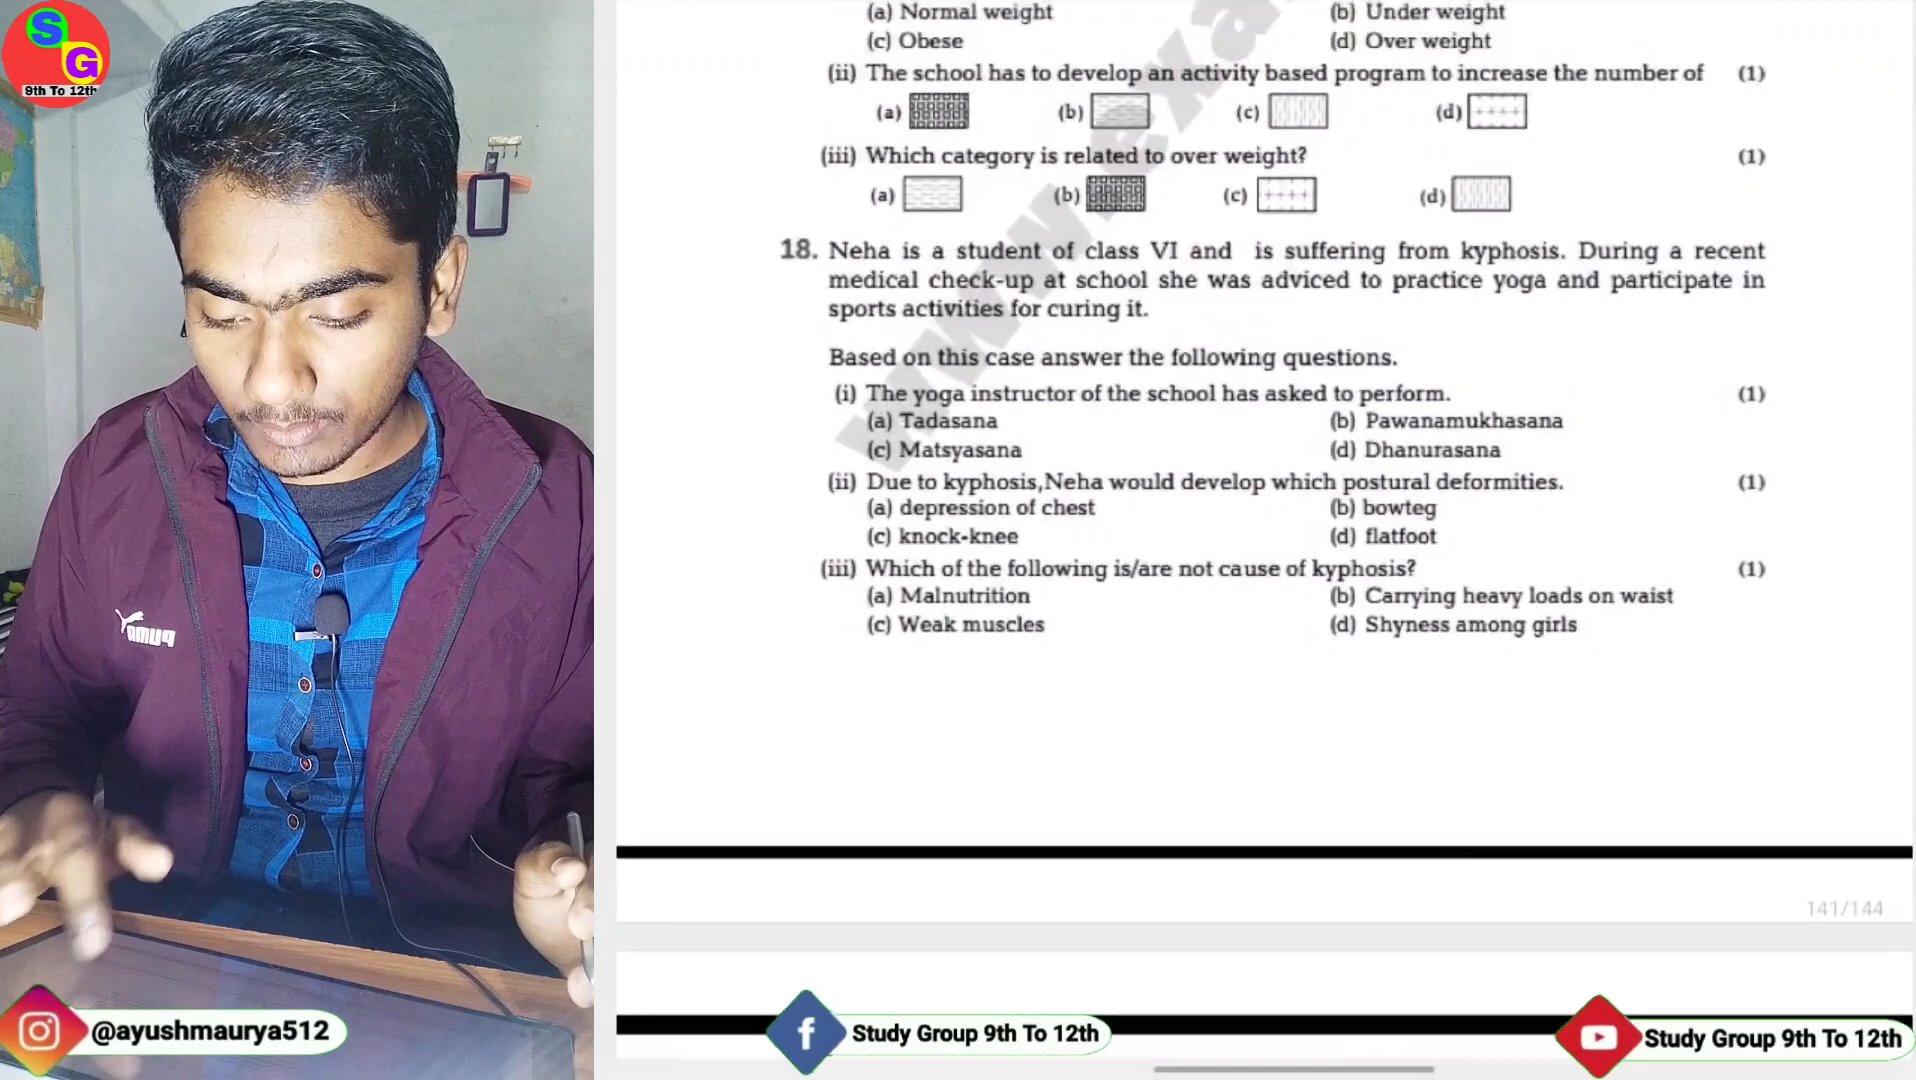 S
G
9th To 12th
(a) Normal weight (b) Under weight
(c) Obese (d) Over weight
(ii) The school has to develop an activity based program to increase the number of (1)
(a) (b) (c) (d)
(iii) Which category is related to over weight? (1)
(a) (b) (c) (d)
18. Neha is a student of class VI and is suffering from kyphosis. During a recent
medical check-up at school she was adviced to practice yoga and participate in
sports activities for curing it.
Based on this case answer the following questions.
(i) The yoga instructor of the school has asked to perform. (1)
(a) Tadasana (b) Pawanamukhasana
(c) Matsyasana (d) Dhanurasana
(ii) Due to kyphosis,Neha would develop which postural deformities. (1)
(a) depression of chest (b) bowteg
(c) knock-knee (d) flatfoot
(iii) Which of the following is/are not cause of kyphosis? (1)
(a) Malnutrition (b) Carrying heavy loads on waist
(c) Weak muscles (d) Shyness among girls
www.exa
PUMA
141/144
@ayushmaurya512
Study Group 9th To 12th
Study Group 9th To 12th